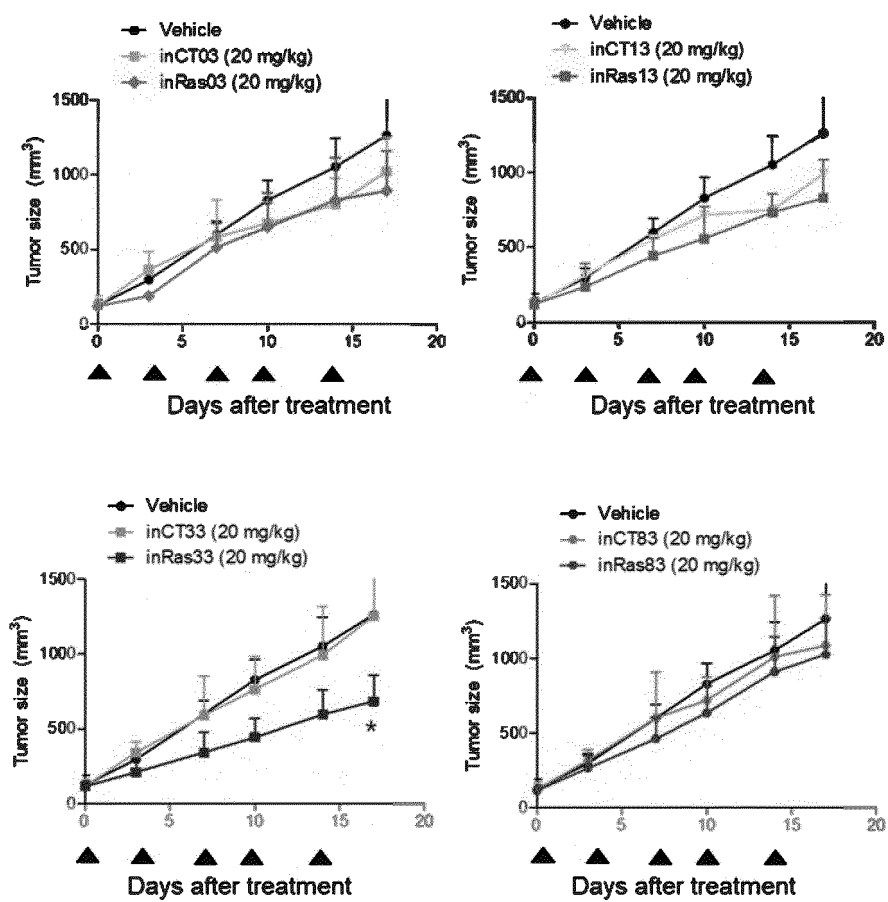 Vehicle
inCT03 (20 mg/kg)
inRas03 (20 mg/kg)
1500
1000
500
0
Tumor size (mm³)
0 5 10 15 20
Days after treatment
Vehicle
inCT13 (20 mg/kg)
inRas13 (20 mg/kg)
1500
1000
500
0
Tumor size (mm³)
0 5 10 15 20
Days after treatment
Vehicle
inCT33 (20 mg/kg)
inRas33 (20 mg/kg)
1500
1000
500
0
Tumor size (mm³)
*
0 5 10 15 20
Days after treatment
Vehicle
inCT83 (20 mg/kg)
inRas83 (20 mg/kg)
1500
1000
500
0
Tumor size (mm³)
0 5 10 15 20
Days after treatment